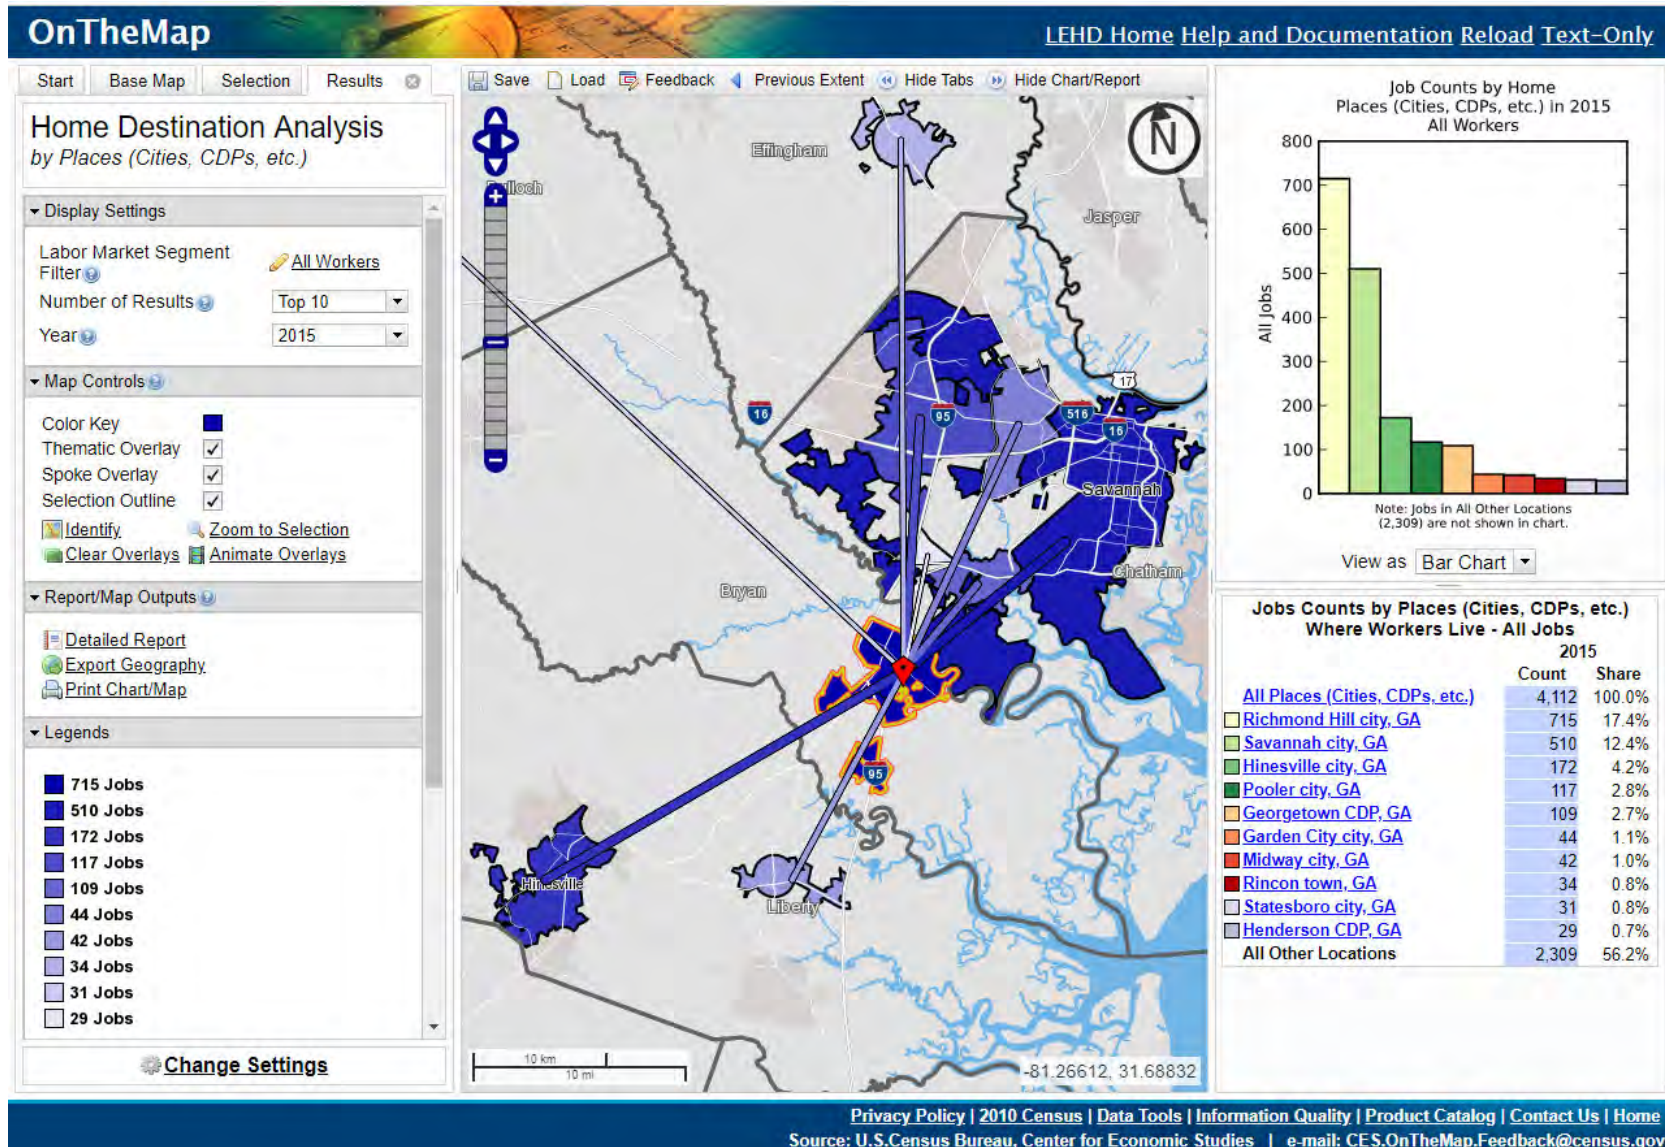 OnTheMap
LEHD Home Help and Documentation Reload Text-Only
Start Base Map Selection Results
Save Load Feedback Previous Extent Hide Tabs Hide Chart/Report
Home Destination Analysis
by Places (Cities, CDPs, etc.)
Display Settings
Labor Market Segment
Filter
All Workers
Number of Results Top 10
Year 2015
Map Controls
Color Key
Thematic Overlay
Spoke Overlay
Selection Outline
Identify Zoom to Selection
Clear Overlays Animate Overlays
Report/Map Outputs
Detailed Report
Export Geography
Print Chart/Map
Legends
715 Jobs
510 Jobs
172 Jobs
117 Jobs
109 Jobs
44 Jobs
42 Jobs
34 Jobs
31 Jobs
29 Jobs
Change Settings
N
Effingham
Jasper
17
16
95
516
16
Savannah
Chatham
Bryan
95
Hinesville
Liberty
10 km
10 mi
-81.26612, 31.68832
Job Counts by Home
Places (Cities, CDPs, etc.) in 2015
All Workers
All Jobs
800
700
600
500
400
300
200
100
0
Note: Jobs in All Other Locations
(2,309) are not shown in chart.
View as Bar Chart
Jobs Counts by Places (Cities, CDPs, etc.)
Where Workers Live - All Jobs
2015
Count Share
All Places (Cities, CDPs, etc.) 4,112 100.0%
Richmond Hill city, GA 715 17.4%
Savannah city, GA 510 12.4%
Hinesville city, GA 172 4.2%
Pooler city, GA 117 2.8%
Georgetown CDP, GA 109 2.7%
Garden City city, GA 44 1.1%
Midway city, GA 42 1.0%
Rincon town, GA 34 0.8%
Statesboro city, GA 31 0.8%
Henderson CDP, GA 29 0.7%
All Other Locations 2,309 56.2%
Privacy Policy | 2010 Census | Data Tools | Information Quality | Product Catalog | Contact Us | Home
Source: U.S.Census Bureau, Center for Economic Studies | e-mail: CES.OnTheMap.Feedback@census.gov